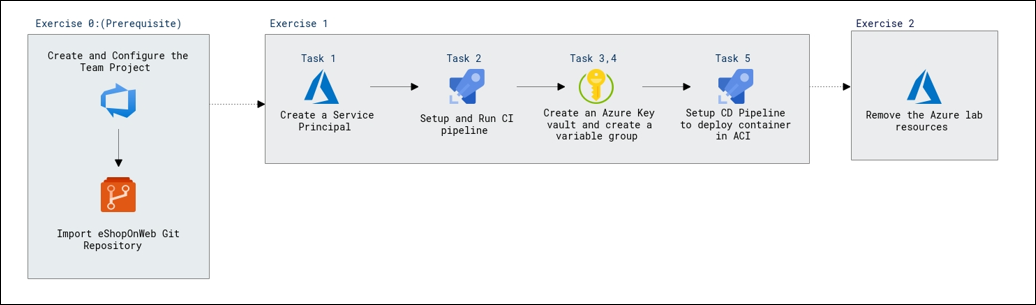 Exercise 0:(Prerequisite)
Create and Configure the
Team Project
Import eShopOnWeb Git
Repository
Exercise 1
Task 1
Create a Service
Principal
Task 2
Setup and Run CI
pipeline
Task 3,4
Create an Azure Key
vault and create a
variable group
Task 5
Setup CD Pipeline
to deploy container
in ACI
Exercise 2
Remove the Azure lab
resources